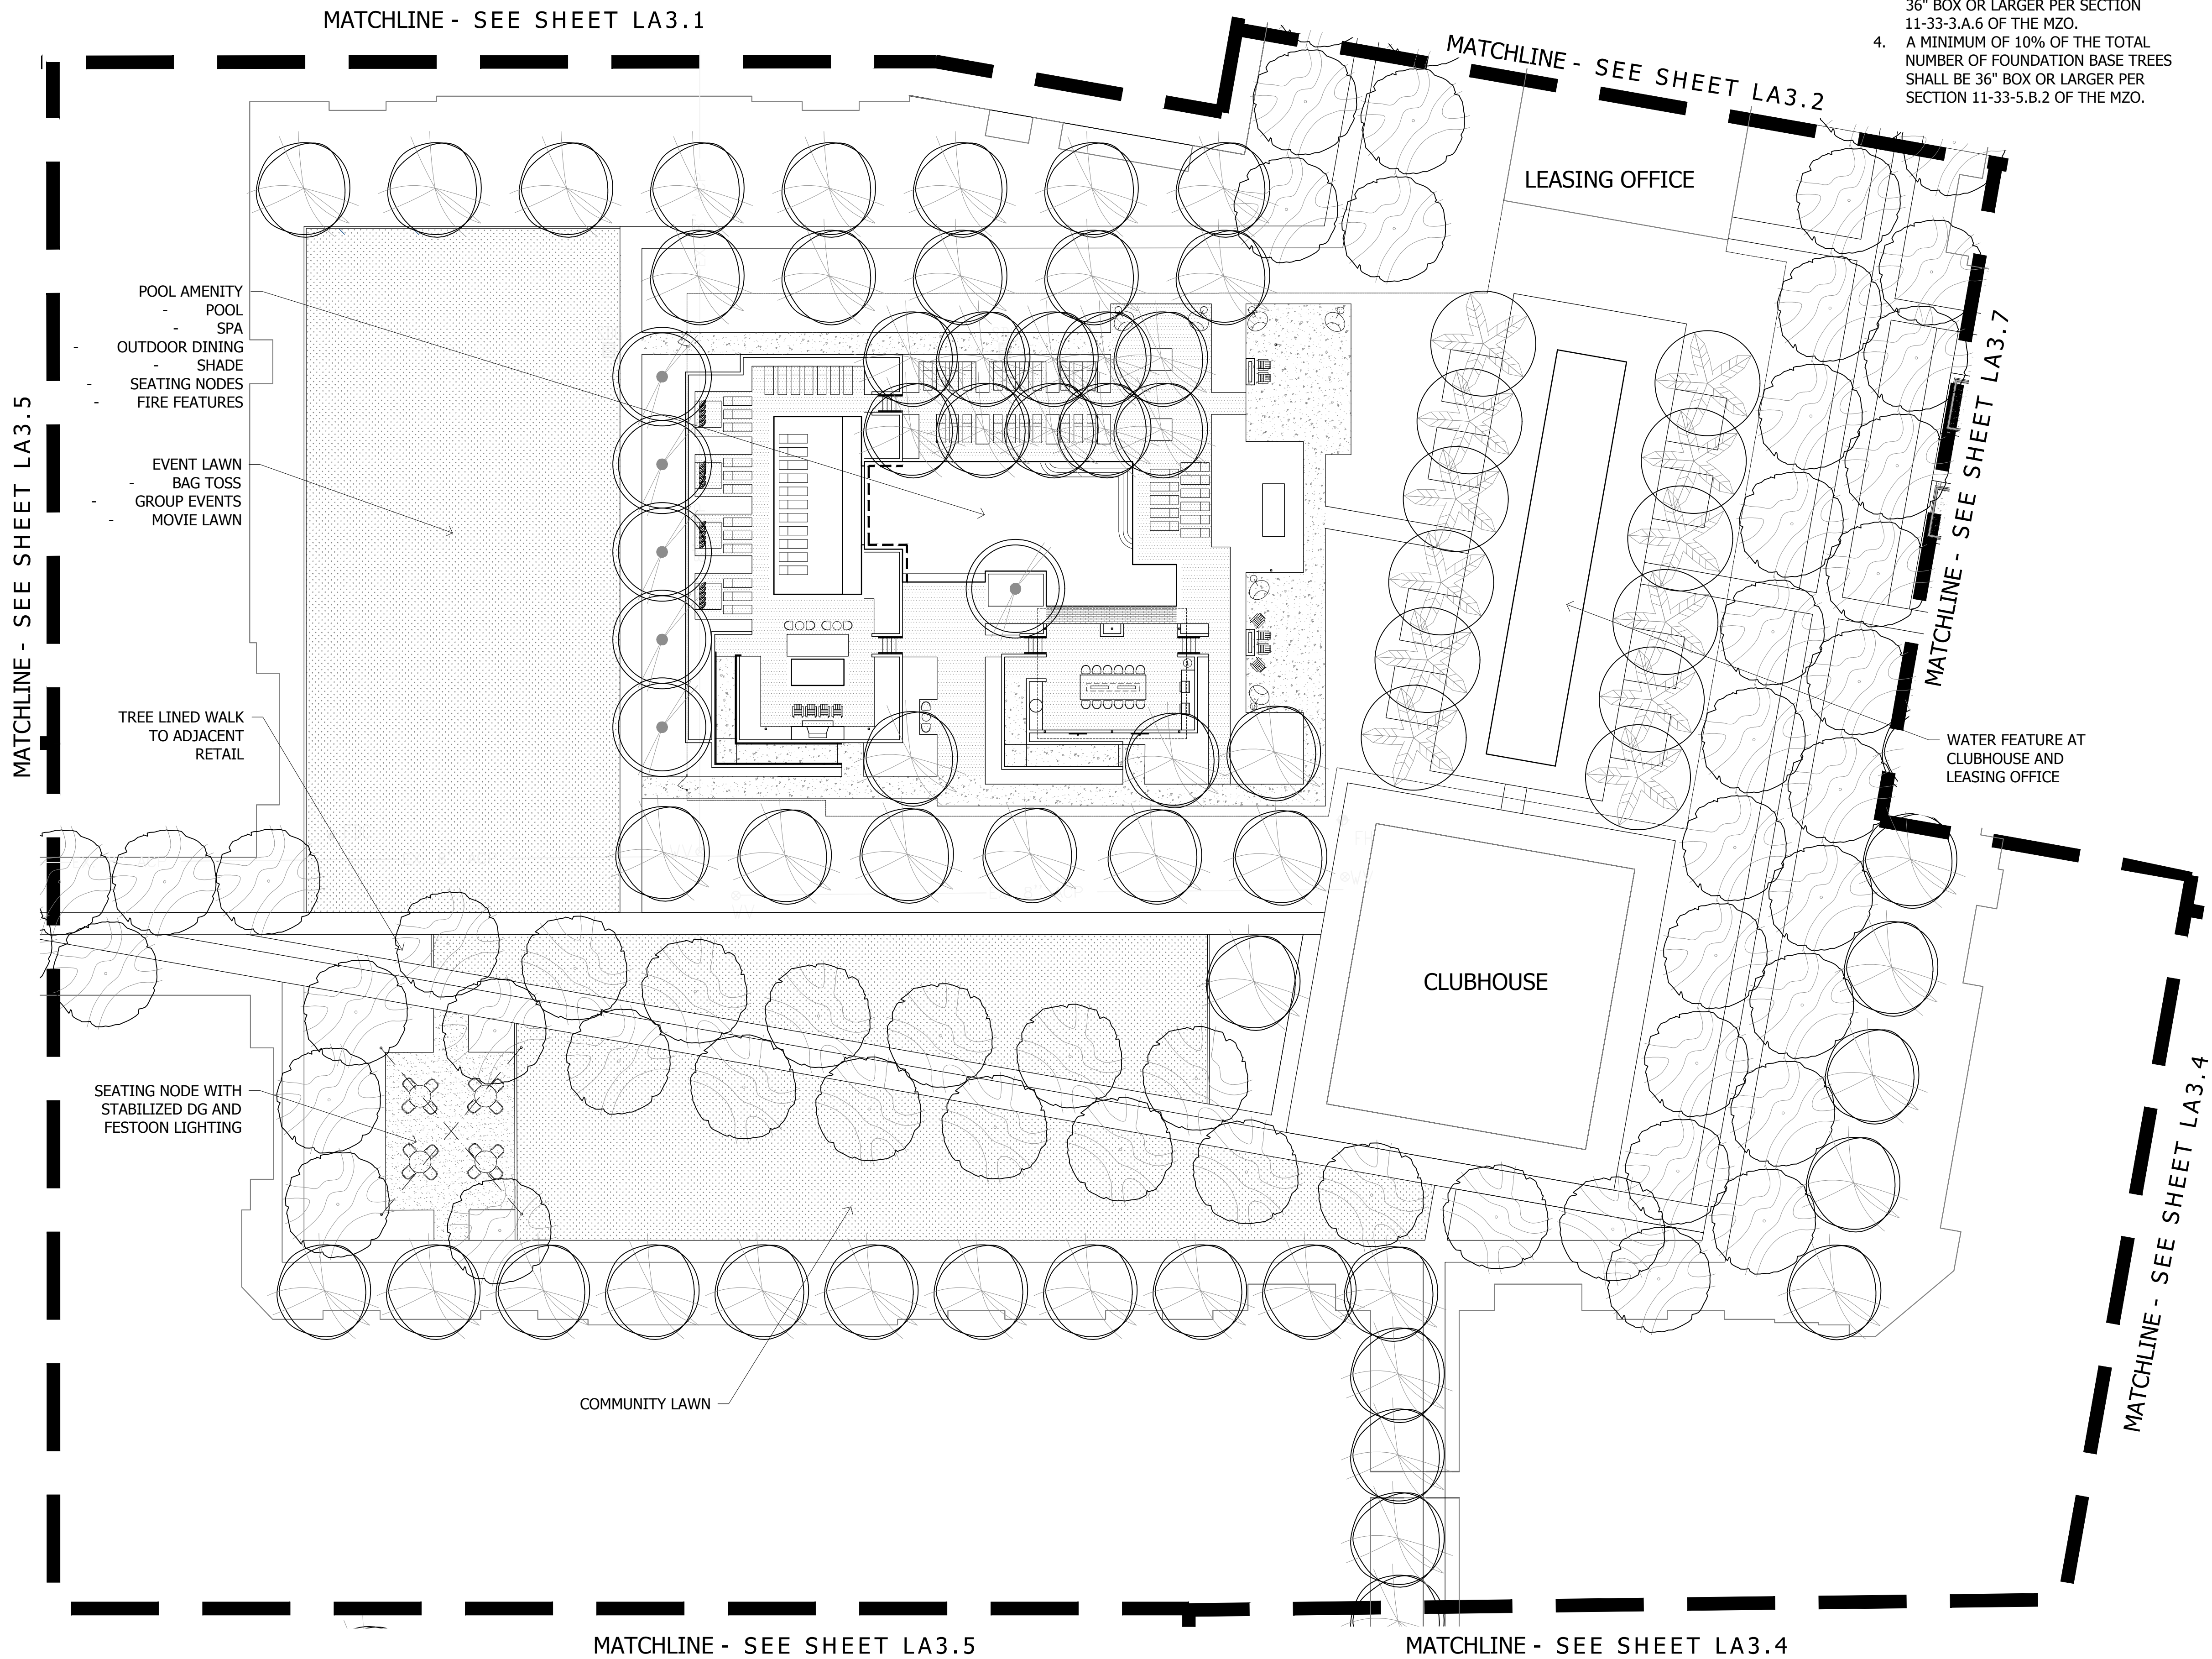 MATCHLINE - SEE SHEET LA3.1
36" BOX OR LARGER PER SECTION
11-33-3.A.6 OF THE MZO.
4. A MINIMUM OF 10% OF THE TOTAL
NUMBER OF FOUNDATION BASE TREES
SHALL BE 36" BOX OR LARGER PER
SECTION 11-33-5.B.2 OF THE MZO.
MATCHLINE - SEE SHEET LA3.2
LEASING OFFICE
POOL AMENITY
- POOL
- SPA
- OUTDOOR DINING
- SHADE
- SEATING NODES
- FIRE FEATURES
MATCHLINE - SEE SHEET LA3.7
MATCHLINE - SEE SHEET LA3.5
EVENT LAWN
- BAG TOSS
- GROUP EVENTS
- MOVIE LAWN
TREE LINED WALK
TO ADJACENT
RETAIL
WATER FEATURE AT
CLUBHOUSE AND
LEASING OFFICE
CLUBHOUSE
SEATING NODE WITH
STABILIZED DG AND
FESTOON LIGHTING
MATCHLINE - SEE SHEET LA3.4
COMMUNITY LAWN
MATCHLINE - SEE SHEET LA3.5
MATCHLINE - SEE SHEET LA3.4